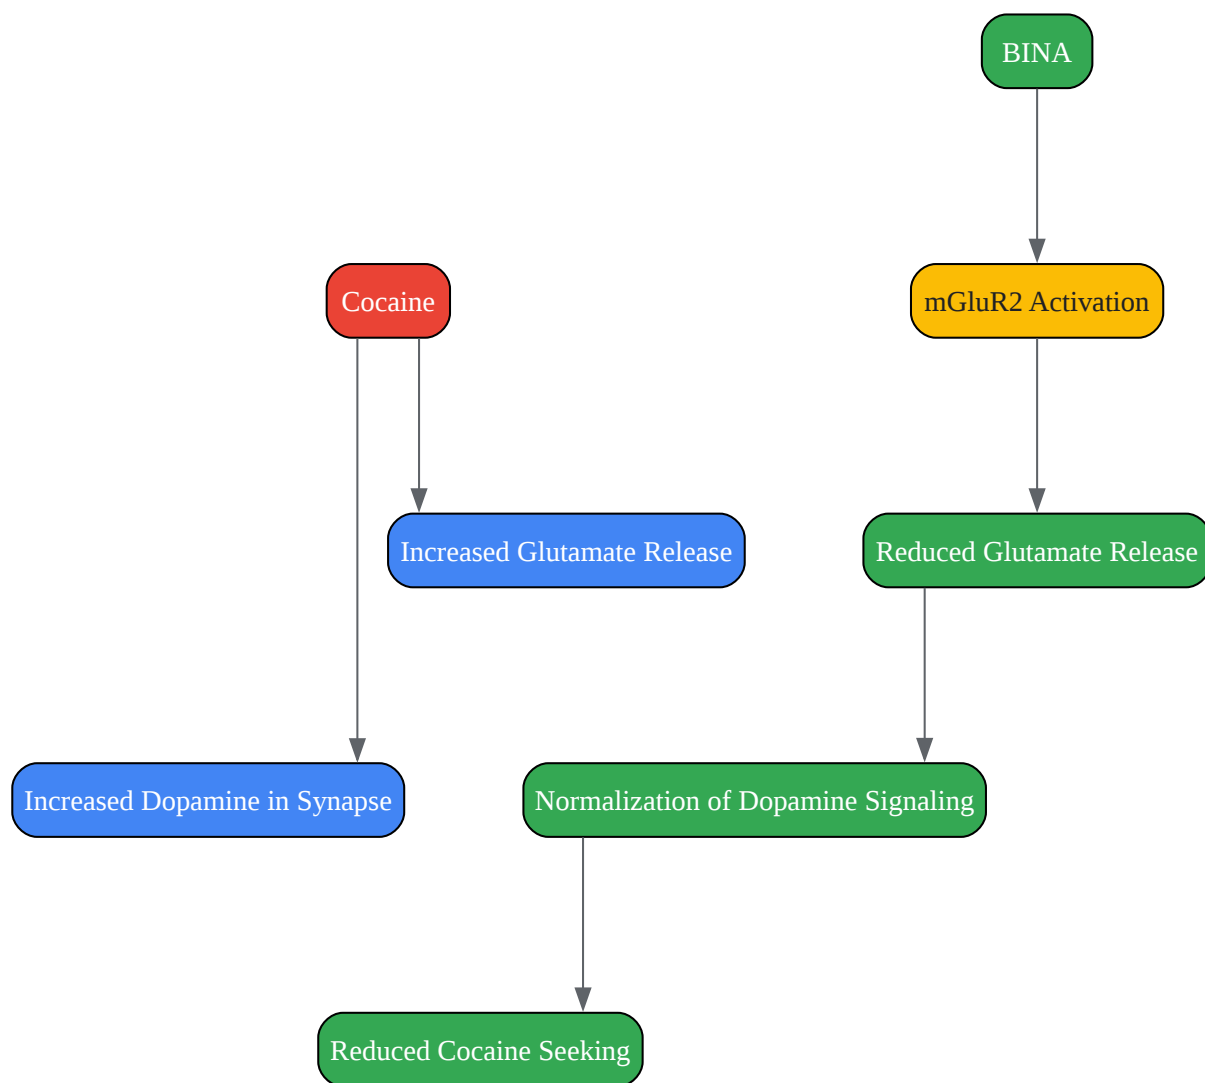 BINA
Cocaine
mGluR2 Activation
Increased Glutamate Release
Reduced Glutamate Release
Increased Dopamine in Synapse
Normalization of Dopamine Signaling
Reduced Cocaine Seeking